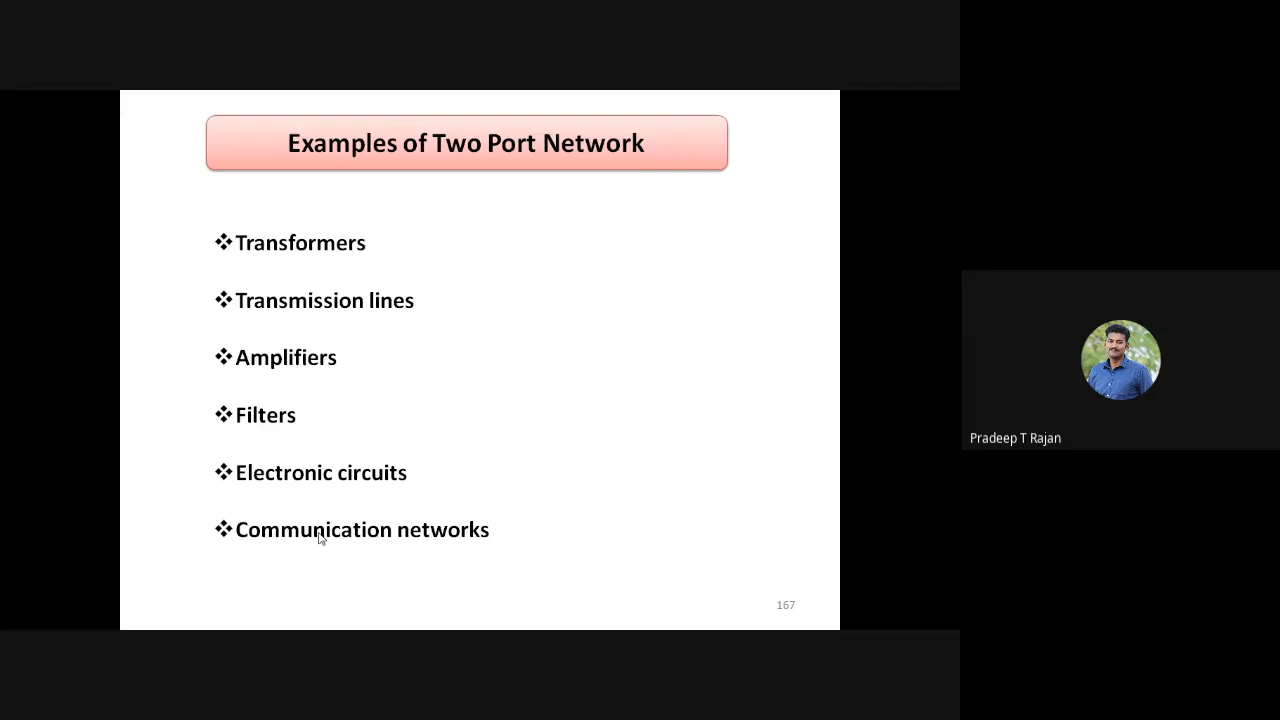 Examples of Two Port Network
❖Transformers
❖Transmission lines
❖Amplifiers
❖Filters
❖Electronic circuits
❖Communication networks
167
Pradeep T Rajan